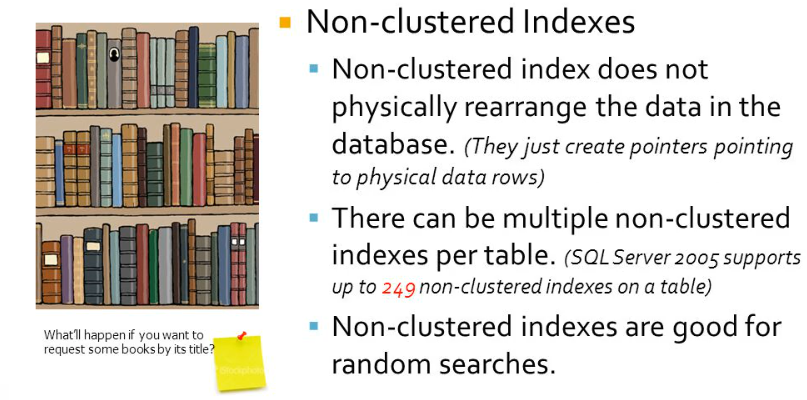 Non-clustered Indexes
Non-clustered index does not
physically rearrange the data in the
database. (They just create pointers pointing
to physical data rows)
There can be multiple non-clustered
indexes per table. (SQL Server 2005 supports
up to 249 non-clustered indexes on a table)
Non-clustered indexes are good for
random searches.
What'll happen if you want to
request some books by its title?